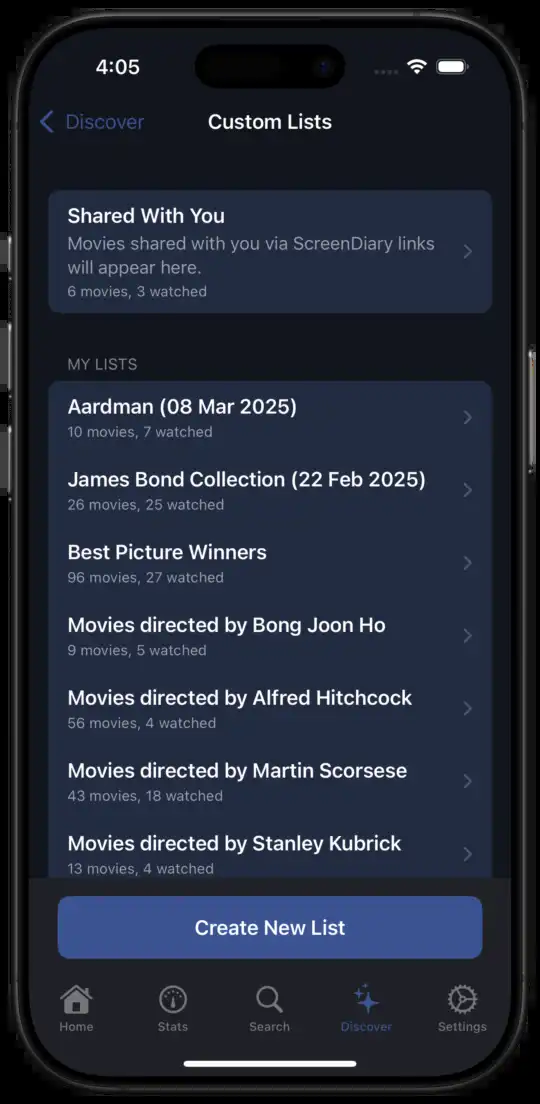 4:05
Discover
Custom Lists
Shared With You
Movies shared with you via ScreenDiary links
will appear here.
6 movies, 3 watched
MY LISTS
Aardman (08 Mar 2025)
10 movies, 7 watched
James Bond Collection (22 Feb 2025)
26 movies, 25 watched
Best Picture Winners
96 movies, 27 watched
Movies directed by Bong Joon Ho
9 movies, 5 watched
Movies directed by Alfred Hitchcock
56 movies, 4 watched
Movies directed by Martin Scorsese
43 movies, 18 watched
Movies directed by Stanley Kubrick
13 movies, 4 watched
Create New List
Home
Stats
Search
Discover
Settings